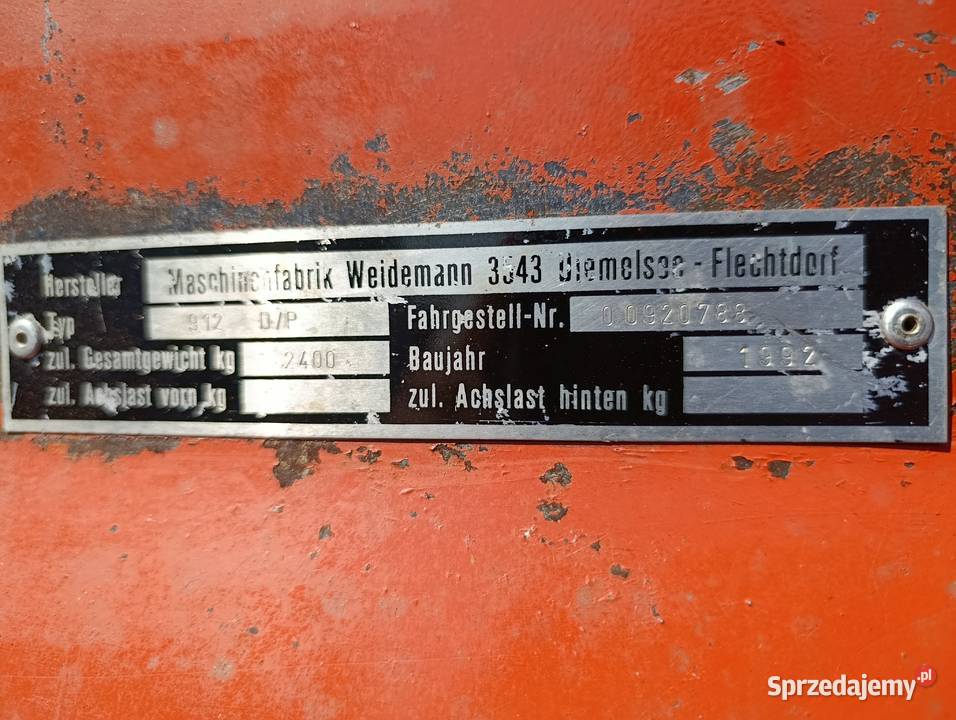 Hersteller Maschinenfabrik Weidemann 3543 Diemelsee - Flechtdorf
Typ 912 D/P Fahrgestell-Nr. 00920788
zul. Gesamtgewicht kg 2400 Baujahr 1992
zul. Achslast vorn kg zul. Achslast hinten kg
Sprzedajemy.pl